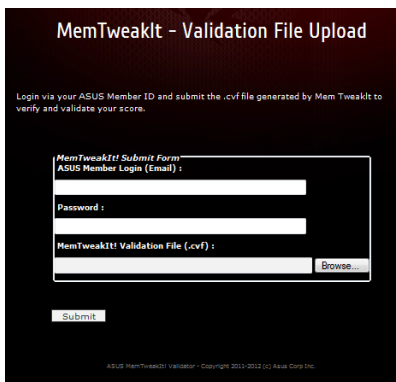 MemTweakIt - Validation File Upload
Login via your ASUS Member ID and submit the .cvf file generated by Mem TweakIt to
verify and validate your score.
MemTweakIt! Submit Form
ASUS Member Login (Email) :
Password :
MemTweakIt! Validation File (.cvf) :
Browse...
Submit
ASUS MemTweakIt! Validator - Copyright 2011-2012 (c) Asus Corp Inc.